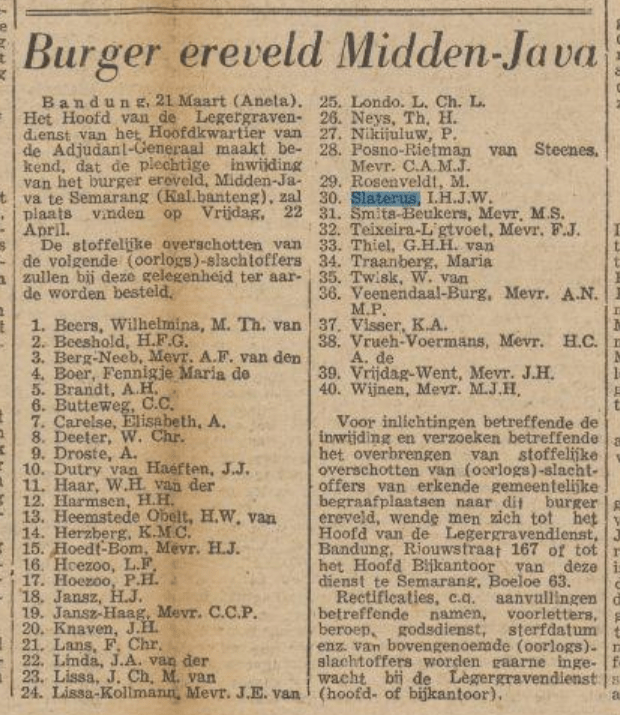 Burger ereveld Midden-Java
Bandung, 21 Maart (Aneta).
Het Hoofd van de Legergraven-
dienst van het Hoofdkwartier van
de Adjudant-Generaal maakt be-
kend, dat de plechtige inwijding
van het burger ereveld, Midden-Ja-
va te Semarang (Kal.banteng), zal
plaats vinden op Vrijdag, 22
April.
De stoffelijke overschotten van
de volgende (oorlogs)-slachtoffers
zullen bij deze gelegenheid ter aar-
de worden besteld.
1. Beers, Wilhelmina, M. Th. van
2. Beeshold, H.F.G.
3. Berg-Neeb, Mevr. A.F. van den
4. Boer, Fennigje Maria de
5. Brandt, A.H.
6. Butteweg, C.C.
7. Carelse, Elisabeth, A.
8. Deeter, W. Chr.
9. Droste, A.
10. Dutry van Haeften, J.J.
11. Haar, W.H. van der
12. Harmsen, H.H.
13. Heemstede Obelt, H.W. van
14. Herzberg, K.M.C.
15. Hoedt-Bom, Mevr. H.J.
16. Hoezoo, L.F.
17. Hoezoo, P.H.
18. Jansz, H.J.
19. Jansz-Haag, Mevr. C.C.P.
20. Knaven, J.H.
21. Lans, F. Chr.
22. Linda, J.A. van der
23. Lissa, J. Ch. M. van
24. Lissa-Kollmann, Mevr. J.E. van
25. Londo. L. Ch. L.
26. Neys, Th, H.
27. Nikijuluw, P.
28. Posno-Rietman van Steenes,
Mevr. C.A.M.J.
29. Rosenveldt, M.
30. Slaterus, I.H.J.W.
31. Smits-Beukers, Mevr. M.S.
32. Teixeira-L'gtvoet, Mevr. F.J.
33. Thiel, G.H.H. van
34. Traanberg, Maria
35. Twisk, W. van
36. Veenendaal-Burg, Mevr. A.N.
M.P.
37. Visser, K.A.
38. Vrueh-Voermans, Mevr. H.C.
A. de
39. Vrijdag-Went, Mevr. J.H.
40. Wijnen, Mevr. M.J.H.
Voor inlichtingen betreffende de
inwijding en verzoeken betreffende
het overbrengen van stoffelijke
overschotten van (oorlogs)-slacht-
offers van erkende gemeentelijke
begraafplaatsen naar dit burger
ereveld, wende men zich tot het
Hoofd van de Legergravendienst,
Bandung, Riouwstraat 167 of tot
het Hoofd Bijkantoor van deze
dienst te Semarang, Boeloe 63.
Rectificaties, c.q. aanvullingen
betreffende namen, voorletters,
beroep, godsdienst, sterfdatum
enz. van bovengenoemde (oorlogs)-
slachtoffers worden gaarne inge-
wacht bij de Legergravendienst
(hoofd- of bijkantoor).